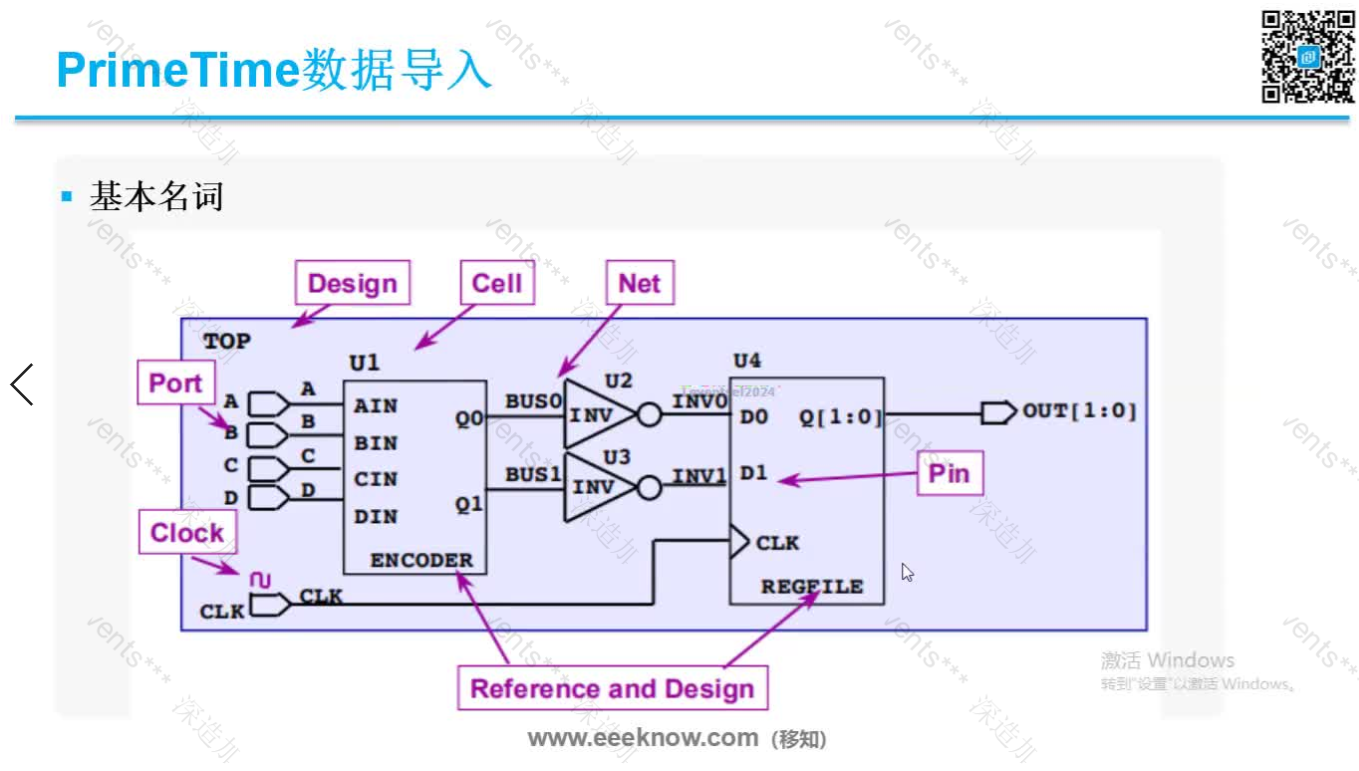 PrimeTime数据导入
基本名词
Design
Cell
Net
TOP
U1
U4
Port
A
A
B
B
C
C
D
D
AIN
BIN
CIN
DIN
Q0
Q1
ENCODER
BUS0
BUS1
U2
INV
U3
INV
INV0
INV1
D0
Q[1:0]
D1
CLK
REGFILE
OUT[1:0]
Pin
Clock
CLK
CLK
Reference and Design
激活 Windows
转到"设置"以激活 Windows。
www.eeeknow.com (移知)